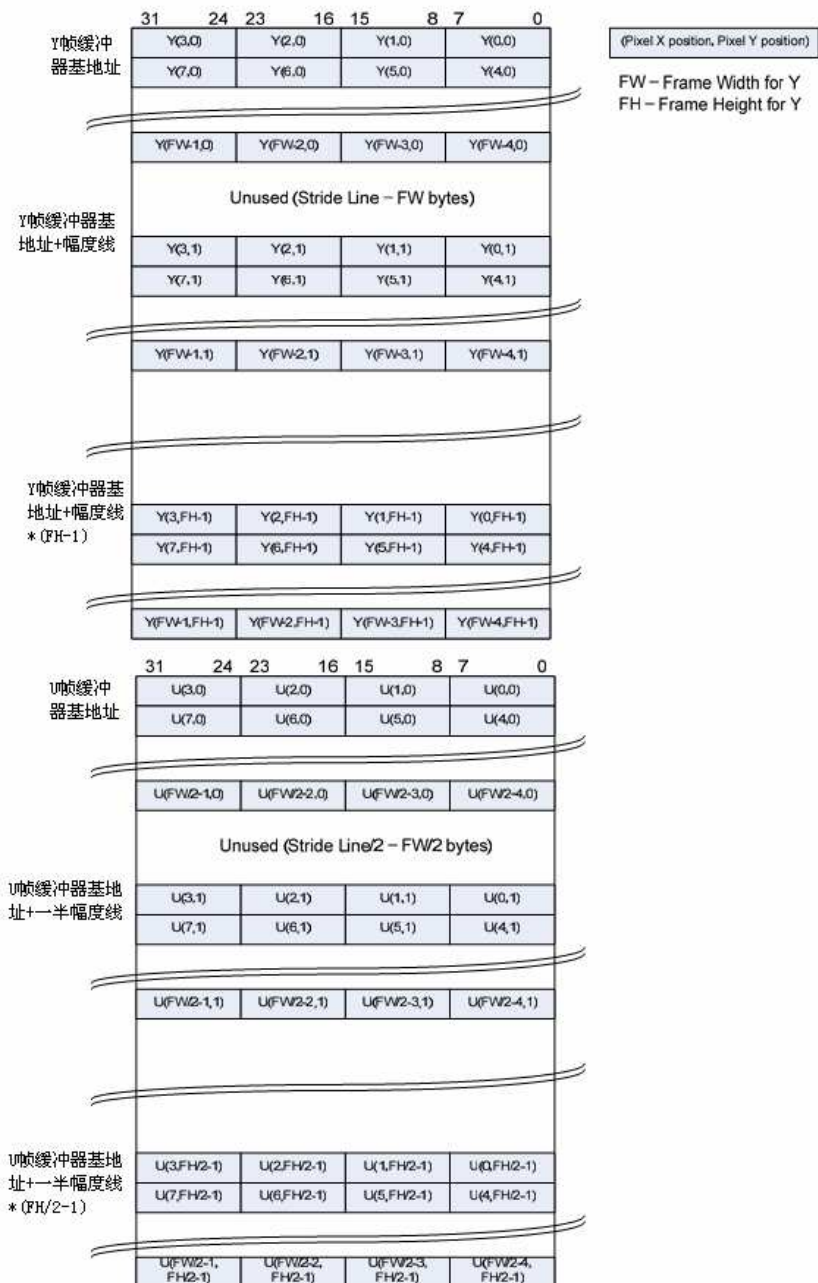 31 24 23 16 15 8 7 0
Y帧缓冲
器基地址
Y(3,0) Y(2,0) Y(1,0) Y(0,0)
Y(7,0) Y(6,0) Y(5,0) Y(4,0)
(Pixel X position, Pixel Y position)
FW – Frame Width for Y
FH – Frame Height for Y
Y(FW-1,0) Y(FW-2,0) Y(FW-3,0) Y(FW-4,0)
Unused (Stride Line – FW bytes)
Y帧缓冲器基
地址+幅度线
Y(3,1) Y(2,1) Y(1,1) Y(0,1)
Y(7,1) Y(6,1) Y(5,1) Y(4,1)
Y(FW-1,1) Y(FW-2,1) Y(FW-3,1) Y(FW-4,1)
Y帧缓冲器基
地址+幅度线
*(FH-1)
Y(3,FH-1) Y(2,FH-1) Y(1,FH-1) Y(0,FH-1)
Y(7,FH-1) Y(6,FH-1) Y(5,FH-1) Y(4,FH-1)
Y(FW-1,FH-1) Y(FW-2,FH-1) Y(FW-3,FH-1) Y(FW-4,FH-1)
31 24 23 16 15 8 7 0
U帧缓冲
器基地址
U(3,0) U(2,0) U(1,0) U(0,0)
U(7,0) U(6,0) U(5,0) U(4,0)
U(FW/2-1,0) U(FW/2-2,0) U(FW/2-3,0) U(FW/2-4,0)
Unused (Stride Line/2 – FW/2 bytes)
U帧缓冲器基地
址+一半幅度线
U(3,1) U(2,1) U(1,1) U(0,1)
U(7,1) U(6,1) U(5,1) U(4,1)
U(FW/2-1,1) U(FW/2-2,1) U(FW/2-3,1) U(FW/2-4,1)
U帧缓冲器基地
址+一半幅度线
*(FH/2-1)
U(3,FH/2-1) U(2,FH/2-1) U(1,FH/2-1) U(0,FH/2-1)
U(7,FH/2-1) U(6,FH/2-1) U(5,FH/2-1) U(4,FH/2-1)
U(FW/2-1, U(FW/2-2, U(FW/2-3, U(FW/2-4,
FH/2-1) FH/2-1) FH/2-1) FH/2-1)